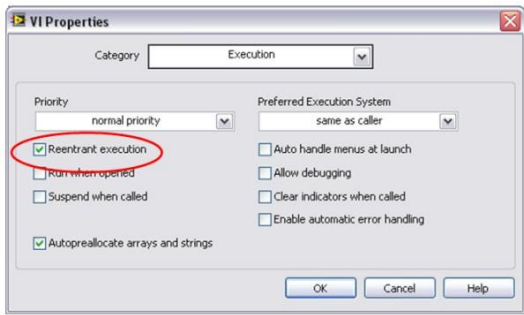 VI Properties
Category Execution
Priority
normal priority
Preferred Execution System
same as caller
Reentrant execution
Run when opened
Suspend when called
Autopreallocate arrays and strings
Auto handle menus at launch
Allow debugging
Clear indicators when called
Enable automatic error handling
OK Cancel Help